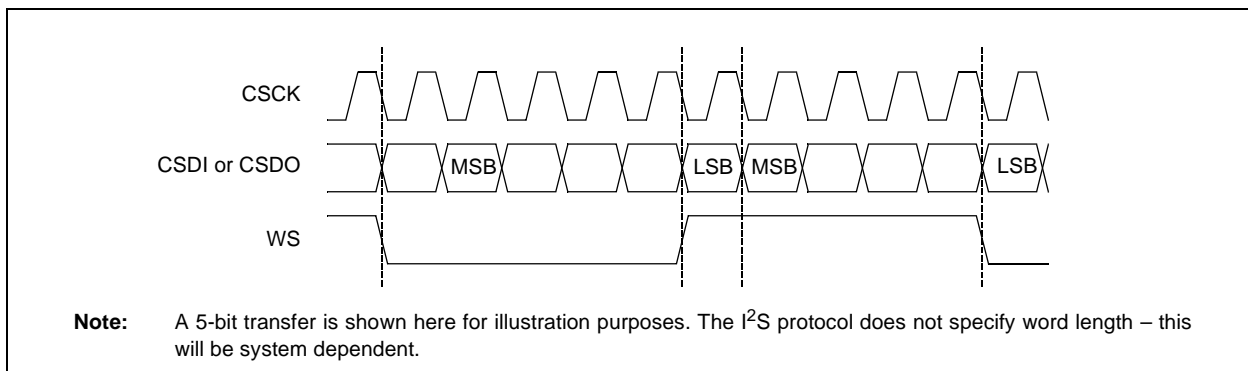 CSCK
CSDI or CSDO MSB LSB MSB LSB
WS
Note: A 5-bit transfer is shown here for illustration purposes. The I²S protocol does not specify word length – this
will be system dependent.